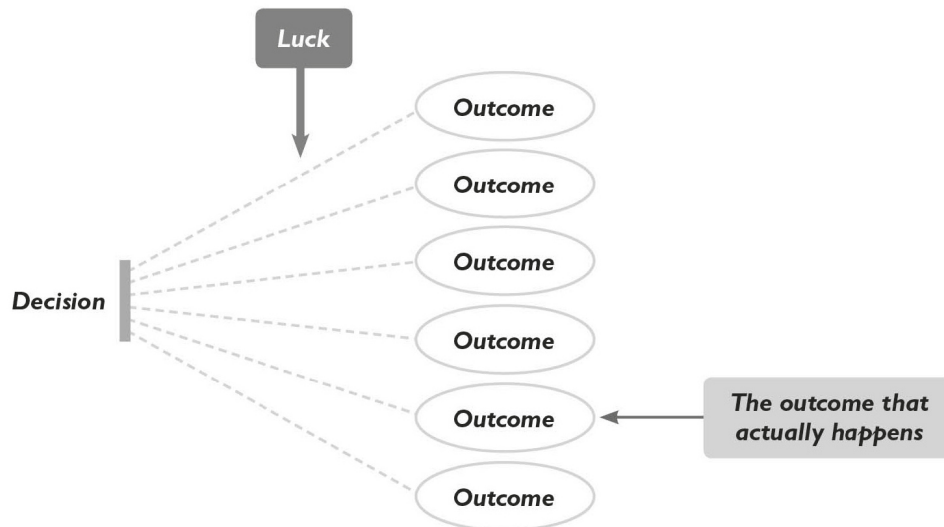 Luck
Outcome
Outcome
Outcome
Decision
Outcome
Outcome
The outcome that
actually happens
Outcome